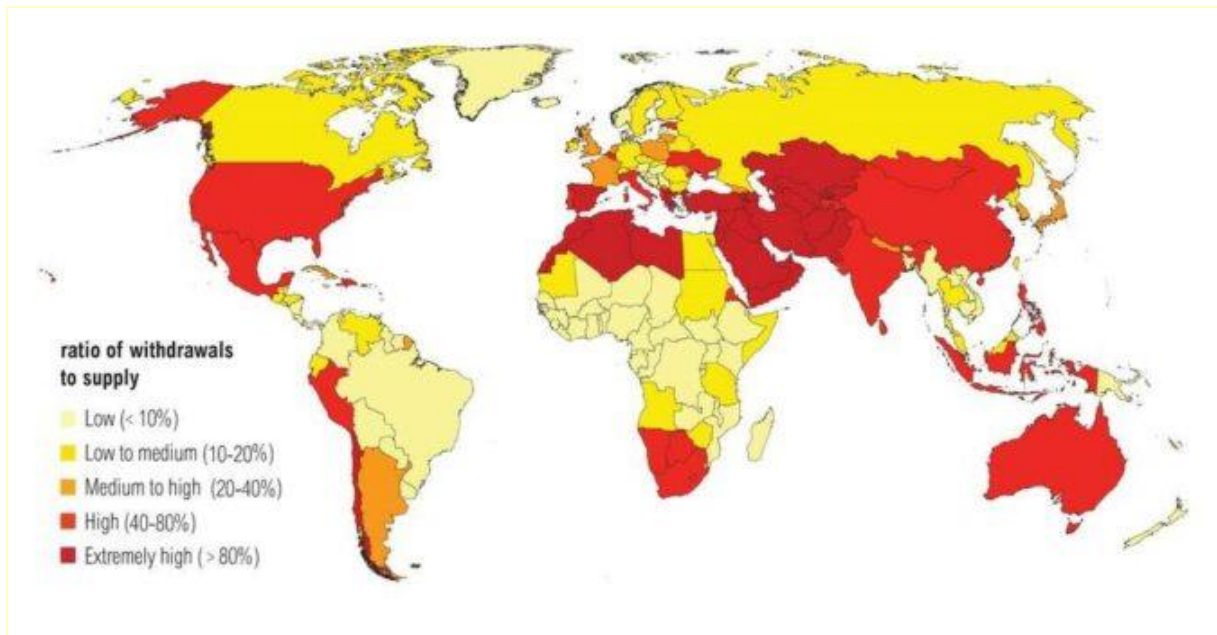 ratio of withdrawals
to supply
Low (< 10%)
Low to medium (10-20%)
Medium to high (20-40%)
High (40-80%)
Extremely high (> 80%)